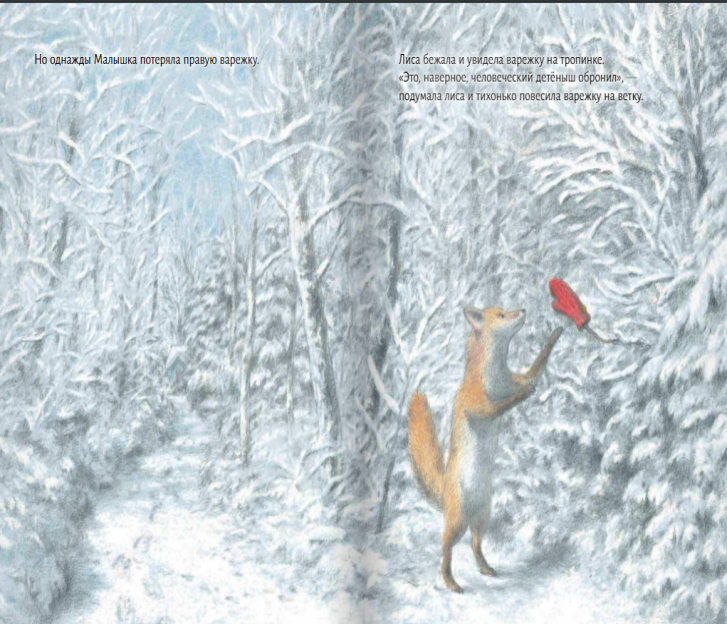 Но однажды Малышка потеряла правую варежку.
Лиса бежала и увидела варежку на тропинке.
«Это, наверное, человеческий детёныш обронил», —
подумала лиса и тихонько повесила варежку на ветку.